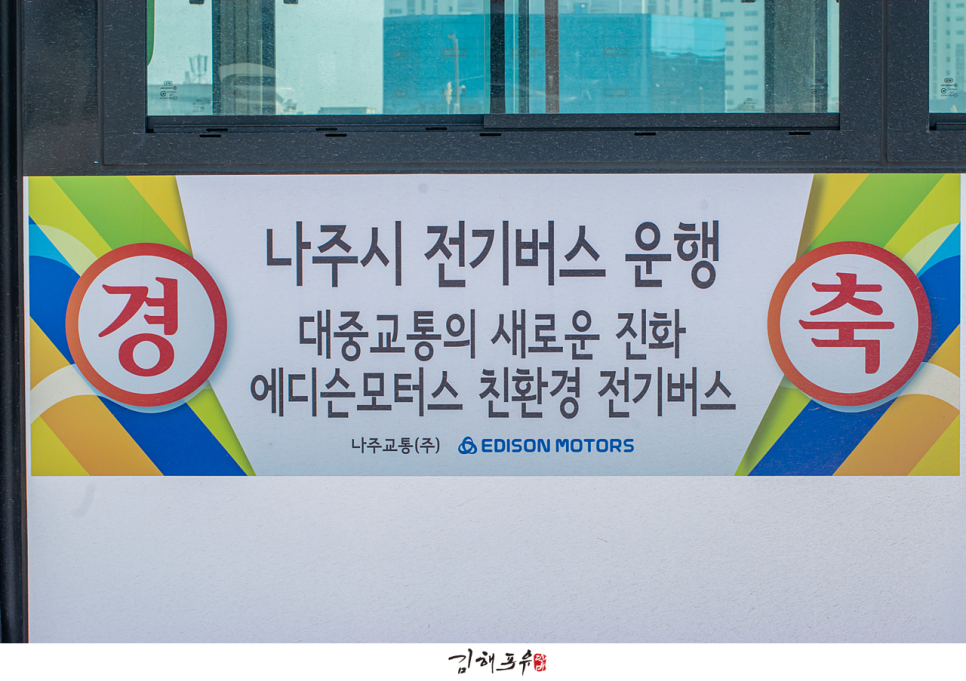 나주시 전기버스 운행
경 축
대중교통의 새로운 진화
에디슨모터스 친환경 전기버스
나주교통(주) EDISON MOTORS
김해포유